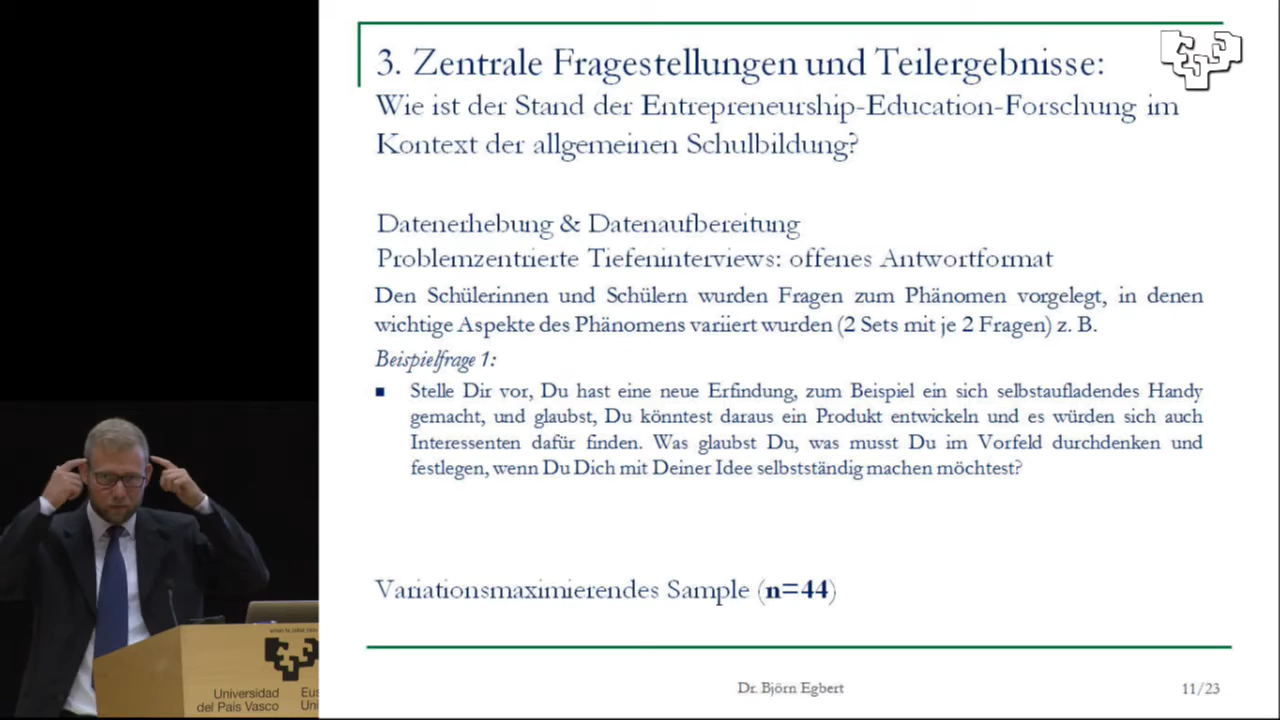 3. Zentrale Fragestellungen und Teilergebnisse:
Wie ist der Stand der Entrepreneurship-Education-Forschung im
Kontext der allgemeinen Schulbildung?
Datenerhebung & Datenaufbereitung
Problemzentrierte Tiefeninterviews: offenes Antwortformat
Den Schülerinnen und Schülern wurden Fragen zum Phänomen vorgelegt, in denen
wichtige Aspekte des Phänomens variiert wurden (2 Sets mit je 2 Fragen) z. B.
Beispielfrage 1:
Stelle Dir vor, Du hast eine neue Erfindung, zum Beispiel ein sich selbstaufladendes Handy
gemacht, und glaubst, Du könntest daraus ein Produkt entwickeln und es würden sich auch
Interessenten dafür finden. Was glaubst Du, was musst Du im Vorfeld durchdenken und
festlegen, wenn Du Dich mit Deiner Idee selbstständig machen möchtest?
Variationsmaximierendes Sample (n=44)
Dr. Björn Egbert
11/23
Universidad
del País Vasco
Eus
Uni